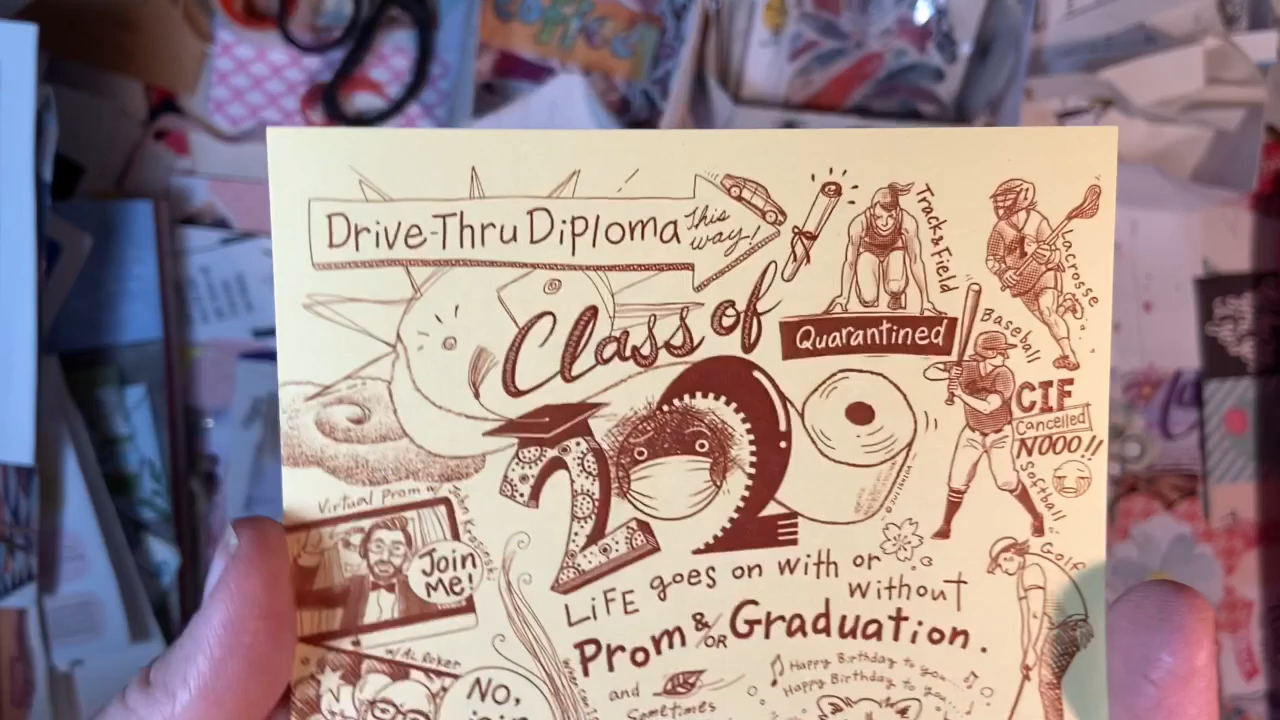 Drive-Thru Diploma
This way!
Class of
2020
Quarantined
Track & Field
Lacrosse
Baseball
CIF
Cancelled
NOOO!!
Softball
Golf
Virtual Prom w/
John Krasinski
Join
ME!
w/ AL Roker
NO,
join
LiFE goes on with or
without
Prom &/OR Graduation.
and
Sometimes
Happy Birthday to you...
Happy Birthday to you...